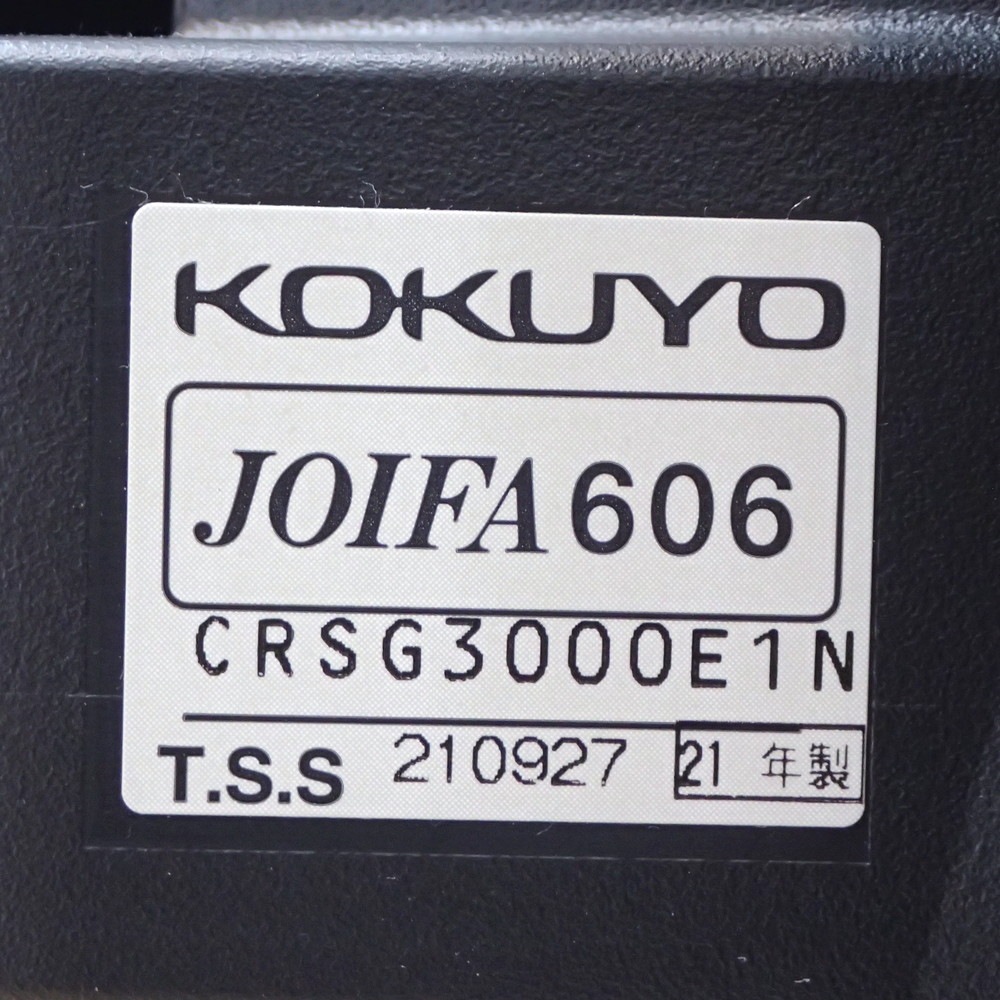 KOKUYO
JOIFA 606
CRSG3000E1N
T.S.S 210927 21 年製